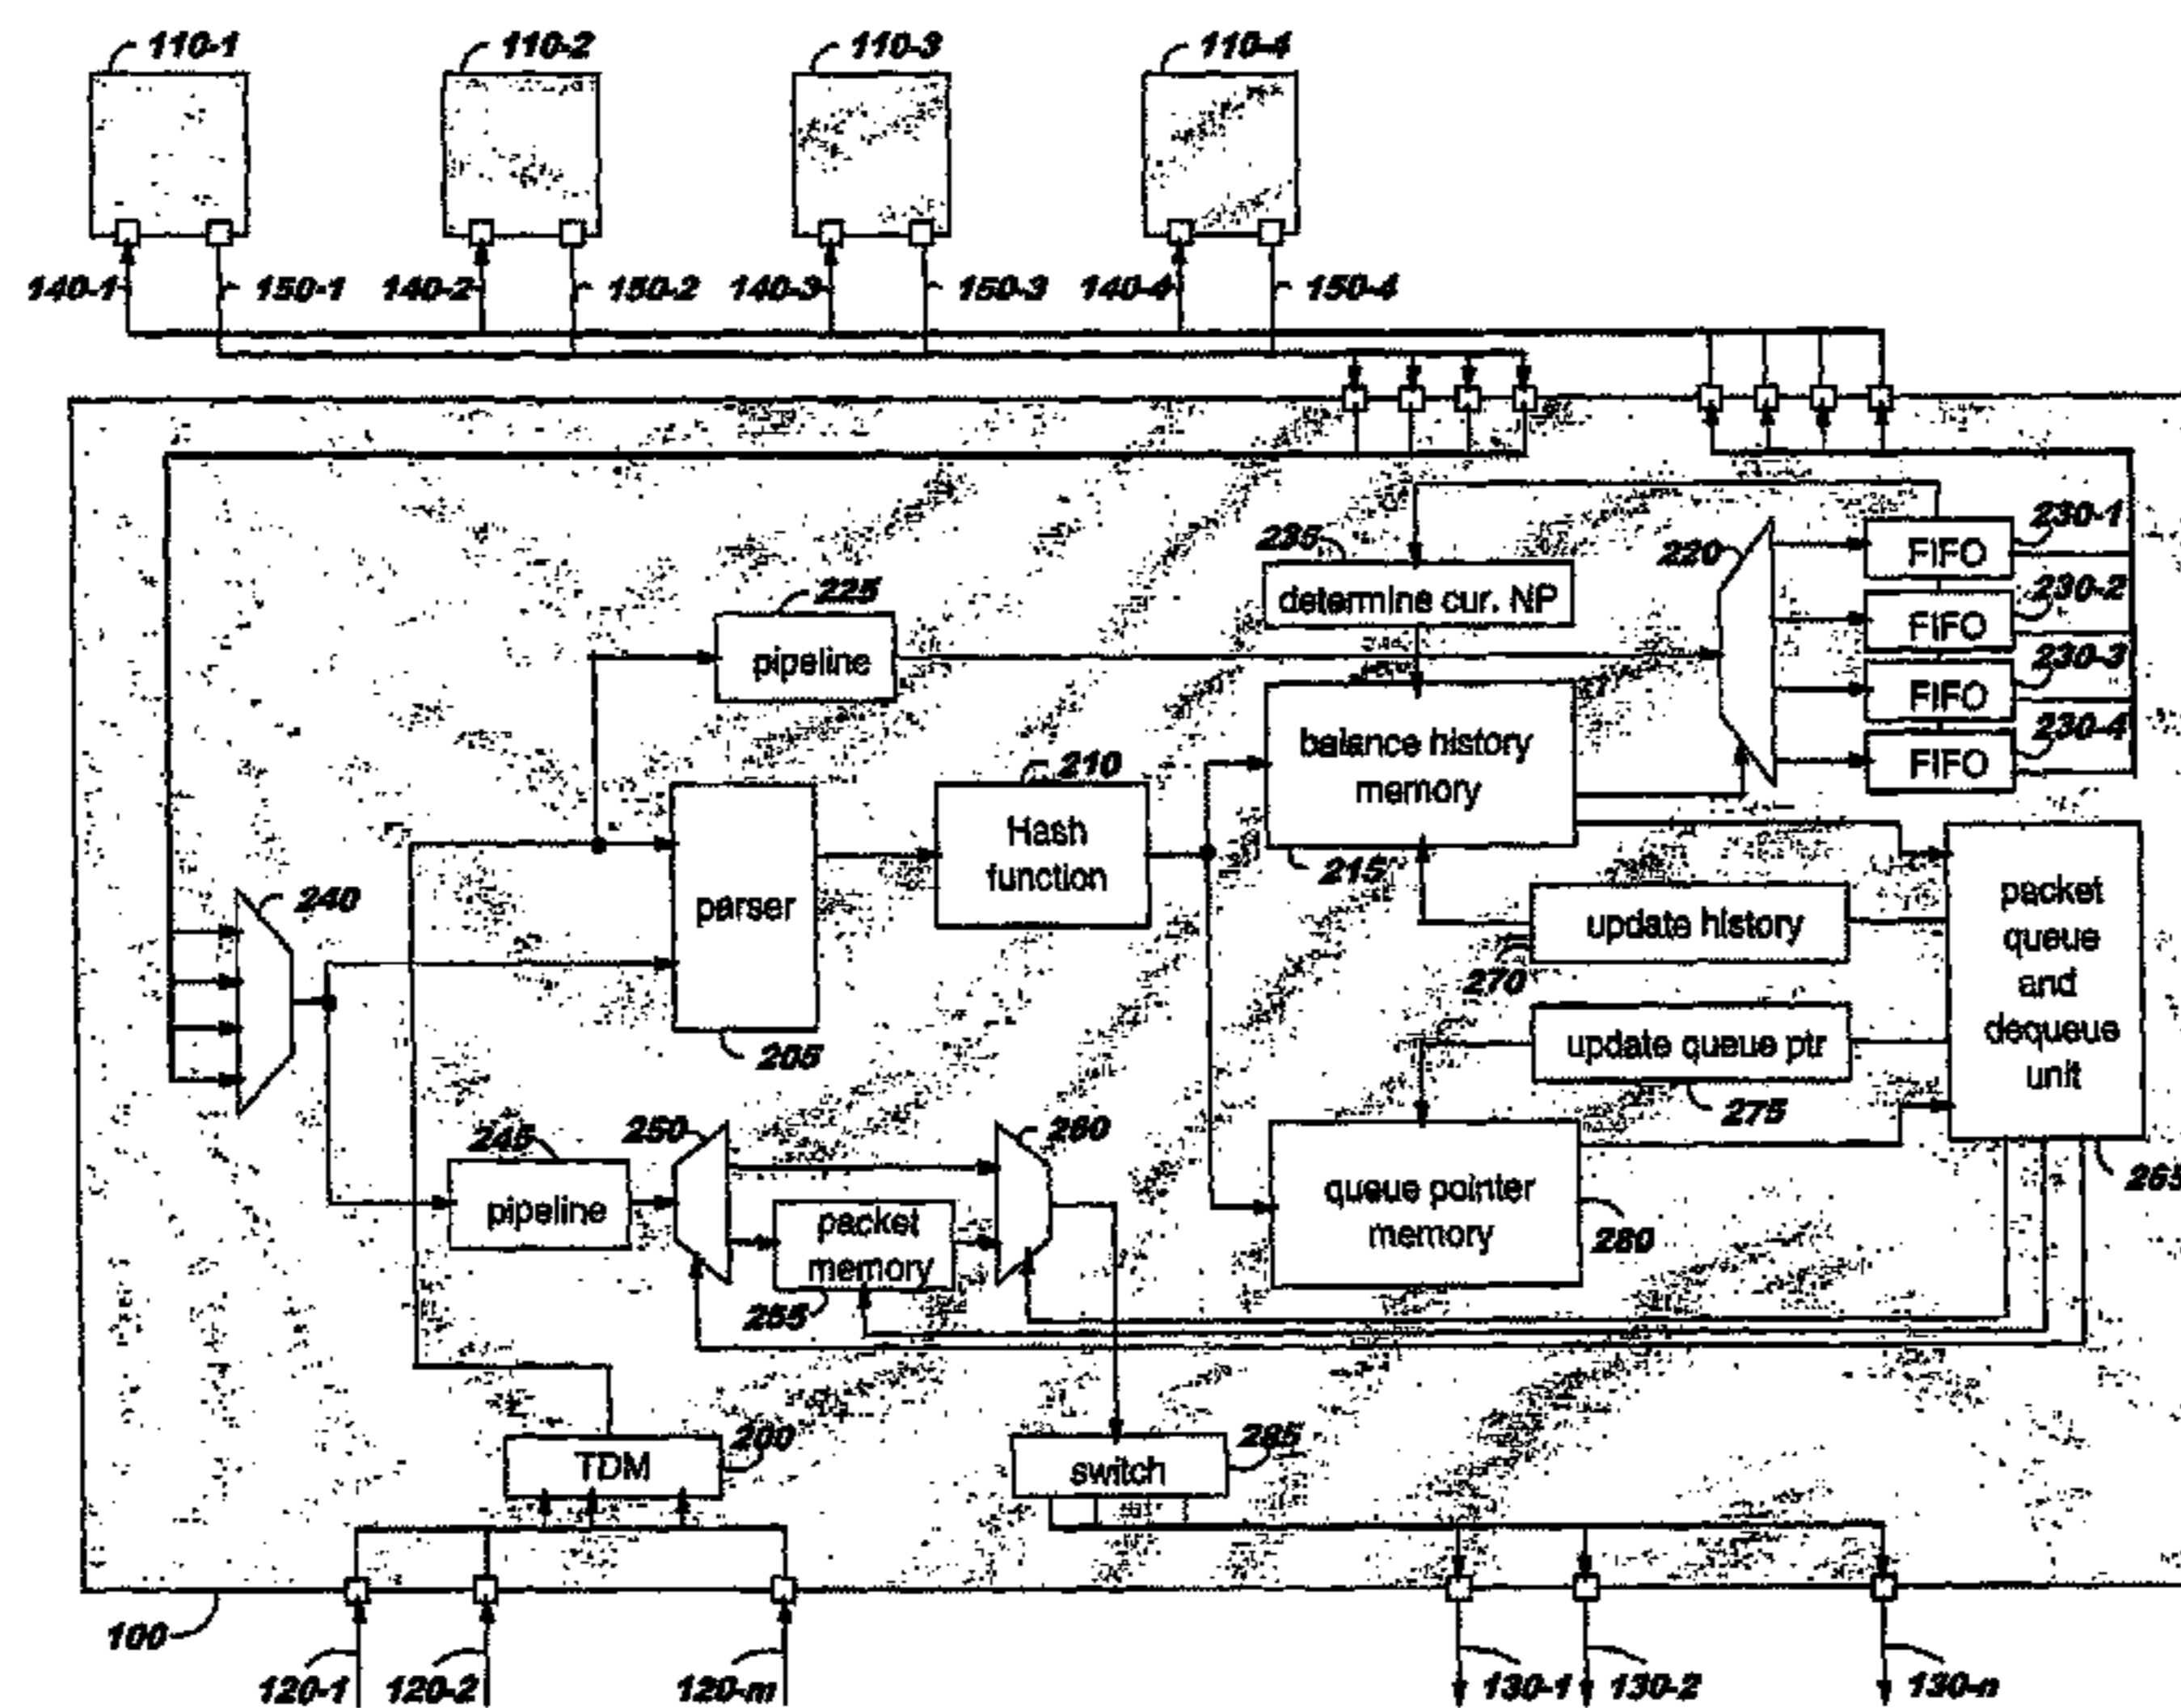 110-1 110-2 110-3 110-4
140-1 150-1 140-2 150-2 140-3 150-3 140-4 150-4
230-1
235 220 FIFO
determine cur. NP
230-2
225 FIFO
pipeline
230-3
FIFO
230-4
balance history
memory
FIFO
210
Hash
function
215
240
parser
packet
queue
and
dequeue
unit
update history
270
205
update queue ptr
275
245 250 260
265
pipeline
packet
memory
queue pointer
memory
280
255
200 285
TDM switch
100
120-1 120-2 120-m 130-1 130-2 130-n